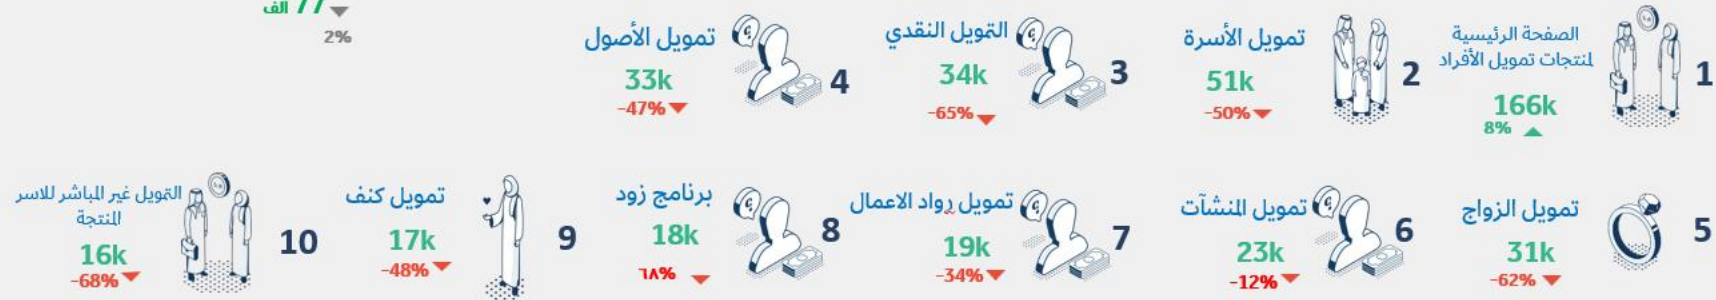 77 الف
2%
1
الصفحة الرئيسية
لمنتجات تمويل الأفراد
166k
8%
2
تمويل الأسرة
51k
-50%
3
التمويل النقدي
34k
-65%
4
تمويل الأصول
33k
-47%
5
تمويل الزواج
31k
-62%
6
تمويل المنشآت
23k
-12%
7
تمويل رواد الاعمال
19k
-34%
8
برنامج زود
18k
٦٨%
9
تمويل كنف
17k
-48%
10
التمويل غير المباشر للاسر
المنتجة
16k
-68%